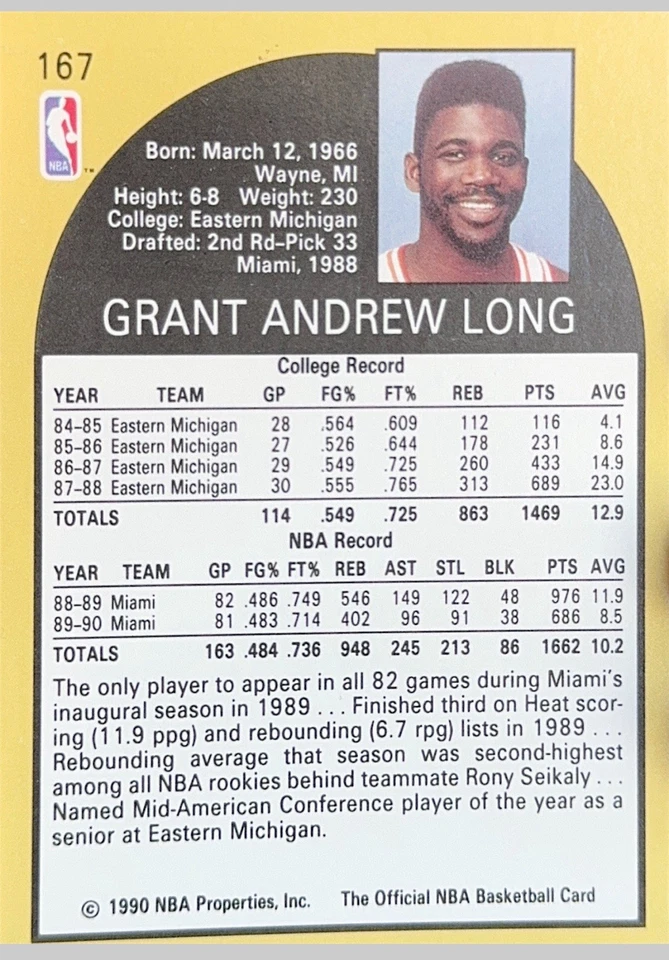 167
NBA
™
Born: March 12, 1966
Wayne, MI
Height: 6-8 Weight: 230
College: Eastern Michigan
Drafted: 2nd Rd-Pick 33
Miami, 1988
GRANT ANDREW LONG
College Record
YEAR TEAM GP FG% FT% REB PTS AVG
84-85 Eastern Michigan 28 .564 .609 112 116 4.1
85-86 Eastern Michigan 27 .526 .644 178 231 8.6
86-87 Eastern Michigan 29 .549 .725 260 433 14.9
87-88 Eastern Michigan 30 .555 .765 313 689 23.0
TOTALS 114 .549 .725 863 1469 12.9
NBA Record
YEAR TEAM GP FG% FT% REB AST STL BLK PTS AVG
88-89 Miami 82 .486 .749 546 149 122 48 976 11.9
89-90 Miami 81 .483 .714 402 96 91 38 686 8.5
TOTALS 163 .484 .736 948 245 213 86 1662 10.2
The only player to appear in all 82 games during Miami's
inaugural season in 1989 . . . Finished third on Heat scor-
ing (11.9 ppg) and rebounding (6.7 rpg) lists in 1989 . . .
Rebounding average that season was second-highest
among all NBA rookies behind teammate Rony Seikaly . . .
Named Mid-American Conference player of the year as a
senior at Eastern Michigan.
© 1990 NBA Properties, Inc. The Official NBA Basketball Card